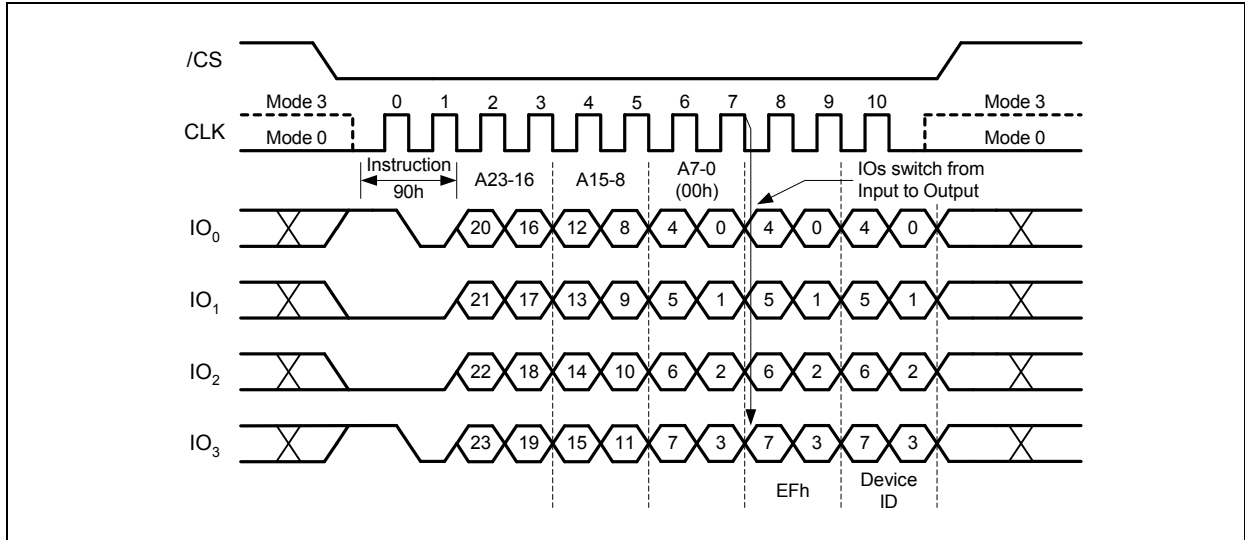 /CS
Mode 3 0 1 2 3 4 5 6 7 8 9 10 Mode 3
CLK Mode 0 Mode 0
Instruction
90h
A23-16 A15-8 A7-0
(00h)
IOs switch from
Input to Output
IO0 20 16 12 8 4 0 4 0 4 0
IO1 21 17 13 9 5 1 5 1 5 1
IO2 22 18 14 10 6 2 6 2 6 2
IO3 23 19 15 11 7 3 7 3 7 3
EFh Device
ID